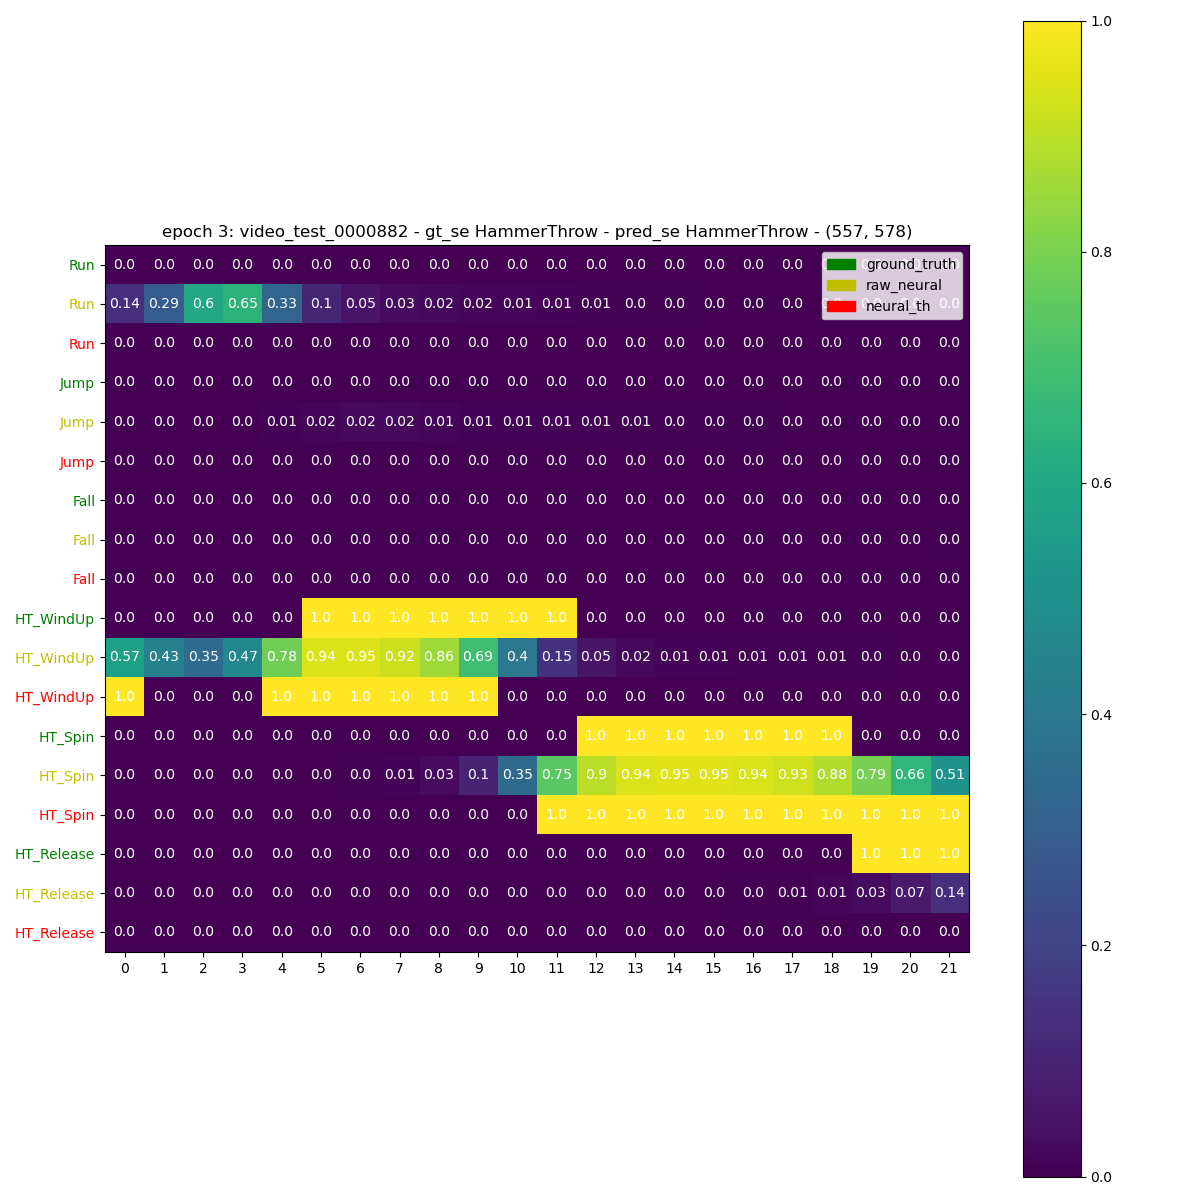 epoch 3: video_test_0000882 - gt_se HammerThrow - pred_se HammerThrow - (557, 578)
1.0
Run 0.0 0.0 0.0 0.0 0.0 0.0 0.0 0.0 0.0 0.0 0.0 0.0 0.0 0.0 0.0 0.0 0.0 0.0
ground_truth
Run 0.14 0.29 0.6 0.65 0.33 0.1 0.05 0.03 0.02 0.02 0.01 0.01 0.01 0.0 0.0 0.0 0.0 0.0
raw_neural
neural_th
Run 0.0 0.0 0.0 0.0 0.0 0.0 0.0 0.0 0.0 0.0 0.0 0.0 0.0 0.0 0.0 0.0 0.0 0.0 0.0 0.0 0.0 0.0
Jump 0.0 0.0 0.0 0.0 0.0 0.0 0.0 0.0 0.0 0.0 0.0 0.0 0.0 0.0 0.0 0.0 0.0 0.0 0.0 0.0 0.0 0.0
Jump 0.0 0.0 0.0 0.0 0.01 0.02 0.02 0.02 0.01 0.01 0.01 0.01 0.01 0.01 0.0 0.0 0.0 0.0 0.0 0.0 0.0 0.0
Jump 0.0 0.0 0.0 0.0 0.0 0.0 0.0 0.0 0.0 0.0 0.0 0.0 0.0 0.0 0.0 0.0 0.0 0.0 0.0 0.0 0.0 0.0
Fall 0.0 0.0 0.0 0.0 0.0 0.0 0.0 0.0 0.0 0.0 0.0 0.0 0.0 0.0 0.0 0.0 0.0 0.0 0.0 0.0 0.0 0.0
Fall 0.0 0.0 0.0 0.0 0.0 0.0 0.0 0.0 0.0 0.0 0.0 0.0 0.0 0.0 0.0 0.0 0.0 0.0 0.0 0.0 0.0 0.0
Fall 0.0 0.0 0.0 0.0 0.0 0.0 0.0 0.0 0.0 0.0 0.0 0.0 0.0 0.0 0.0 0.0 0.0 0.0 0.0 0.0 0.0 0.0
HT_WindUp 0.0 0.0 0.0 0.0 0.0 1.0 1.0 1.0 1.0 1.0 1.0 1.0 0.0 0.0 0.0 0.0 0.0 0.0 0.0 0.0 0.0 0.0
HT_WindUp 0.57 0.43 0.35 0.47 0.78 0.94 0.95 0.92 0.86 0.69 0.4 0.15 0.05 0.02 0.01 0.01 0.01 0.01 0.01 0.0 0.0 0.0
HT_WindUp 1.0 0.0 0.0 0.0 1.0 1.0 1.0 1.0 1.0 1.0 0.0 0.0 0.0 0.0 0.0 0.0 0.0 0.0 0.0 0.0 0.0 0.0
HT_Spin 0.0 0.0 0.0 0.0 0.0 0.0 0.0 0.0 0.0 0.0 0.0 0.0 1.0 1.0 1.0 1.0 1.0 1.0 1.0 0.0 0.0 0.0
HT_Spin 0.0 0.0 0.0 0.0 0.0 0.0 0.0 0.01 0.03 0.1 0.35 0.75 0.9 0.94 0.95 0.95 0.94 0.93 0.88 0.79 0.66 0.51
HT_Spin 0.0 0.0 0.0 0.0 0.0 0.0 0.0 0.0 0.0 0.0 0.0 1.0 1.0 1.0 1.0 1.0 1.0 1.0 1.0 1.0 1.0 1.0
HT_Release 0.0 0.0 0.0 0.0 0.0 0.0 0.0 0.0 0.0 0.0 0.0 0.0 0.0 0.0 0.0 0.0 0.0 0.0 0.0 1.0 1.0 1.0
HT_Release 0.0 0.0 0.0 0.0 0.0 0.0 0.0 0.0 0.0 0.0 0.0 0.0 0.0 0.0 0.0 0.0 0.0 0.01 0.01 0.03 0.07 0.14
HT_Release 0.0 0.0 0.0 0.0 0.0 0.0 0.0 0.0 0.0 0.0 0.0 0.0 0.0 0.0 0.0 0.0 0.0 0.0 0.0 0.0 0.0 0.0
0 1 2 3 4 5 6 7 8 9 10 11 12 13 14 15 16 17 18 19 20 21
0.8
0.6
0.4
0.2
0.0